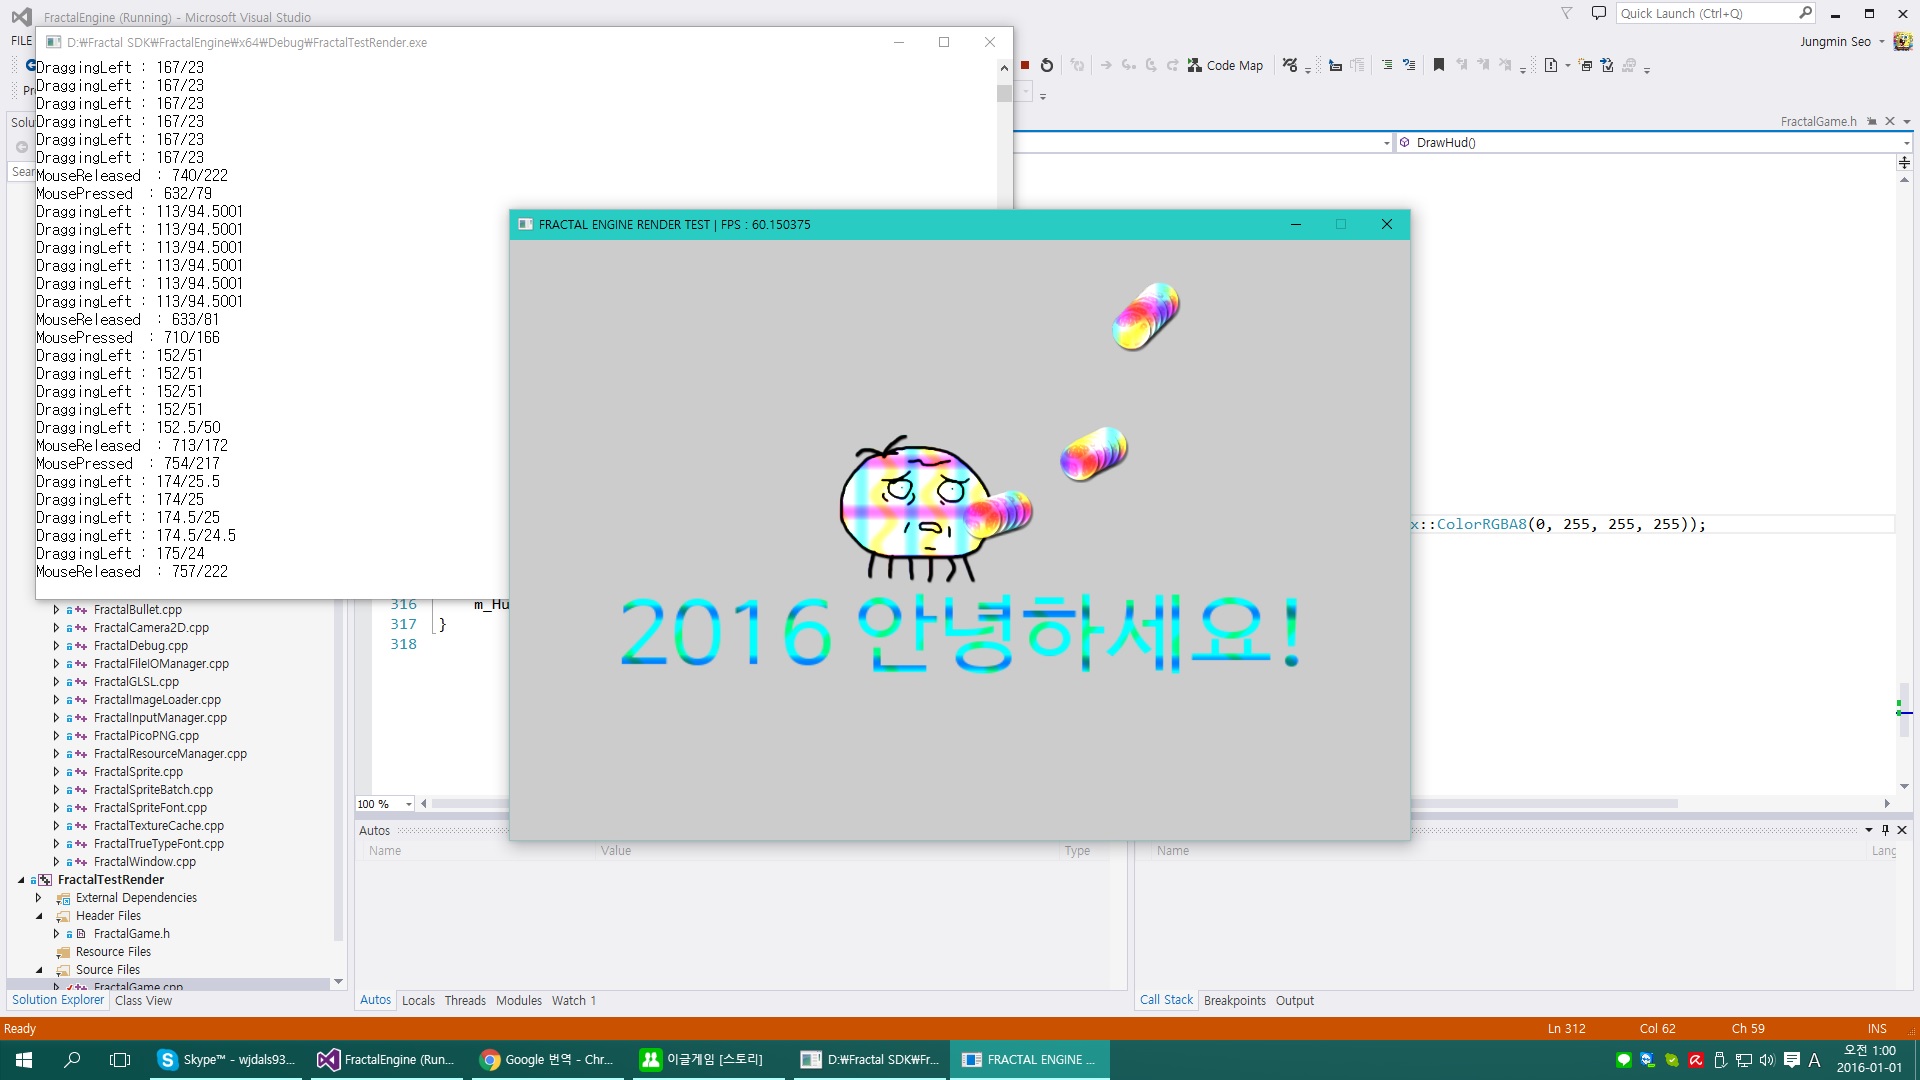 FractalEngine (Running) - Microsoft Visual Studio
Quick Launch (Ctrl+Q)
FILE
D:₩Fractal SDK₩FractalEngine₩x64₩Debug₩FractalTestRender.exe
Jungmin Seo
Code Map
DraggingLeft : 167/23
DraggingLeft : 167/23
DraggingLeft : 167/23
DraggingLeft : 167/23
DraggingLeft : 167/23
DraggingLeft : 167/23
MouseReleased : 740/222
MousePressed : 632/79
DraggingLeft : 113/94.5001
DraggingLeft : 113/94.5001
DraggingLeft : 113/94.5001
DraggingLeft : 113/94.5001
DraggingLeft : 113/94.5001
DraggingLeft : 113/94.5001
MouseReleased : 633/81
MousePressed : 710/166
DraggingLeft : 152/51
DraggingLeft : 152/51
DraggingLeft : 152/51
DraggingLeft : 152/51
DraggingLeft : 152.5/50
MouseReleased : 713/172
MousePressed : 754/217
DraggingLeft : 174/25.5
DraggingLeft : 174/25
DraggingLeft : 174.5/25
DraggingLeft : 174.5/24.5
DraggingLeft : 175/24
MouseReleased : 757/222
FractalGame.h
DrawHud()
FRACTAL ENGINE RENDER TEST | FPS : 60.150375
2016 안녕하세요!
x::ColorRGBA8(0, 255, 255, 255));
316 m_Hu
317 }
318
FractalBullet.cpp
FractalCamera2D.cpp
FractalDebug.cpp
FractalFileIOManager.cpp
FractalGLSL.cpp
FractalImageLoader.cpp
FractalInputManager.cpp
FractalPicoPNG.cpp
FractalResourceManager.cpp
FractalSprite.cpp
FractalSpriteBatch.cpp
FractalSpriteFont.cpp
FractalTextureCache.cpp
FractalTrueTypeFont.cpp
FractalWindow.cpp
FractalTestRender
External Dependencies
Header Files
FractalGame.h
Resource Files
Source Files
FractalGame.cpp
Solution Explorer Class View
100 %
Autos
Name Value Type
Name Lang
Autos Locals Threads Modules Watch 1
Call Stack Breakpoints Output
Ready
Ln 312 Col 62 Ch 59 INS
Skype™ - wjdals93...
FractalEngine (Run...
Google 번역 - Chr...
이글게임 [스토리]
D:₩Fractal SDK₩Fr...
FRACTAL ENGINE ...
A
오전 1:00
2016-01-01